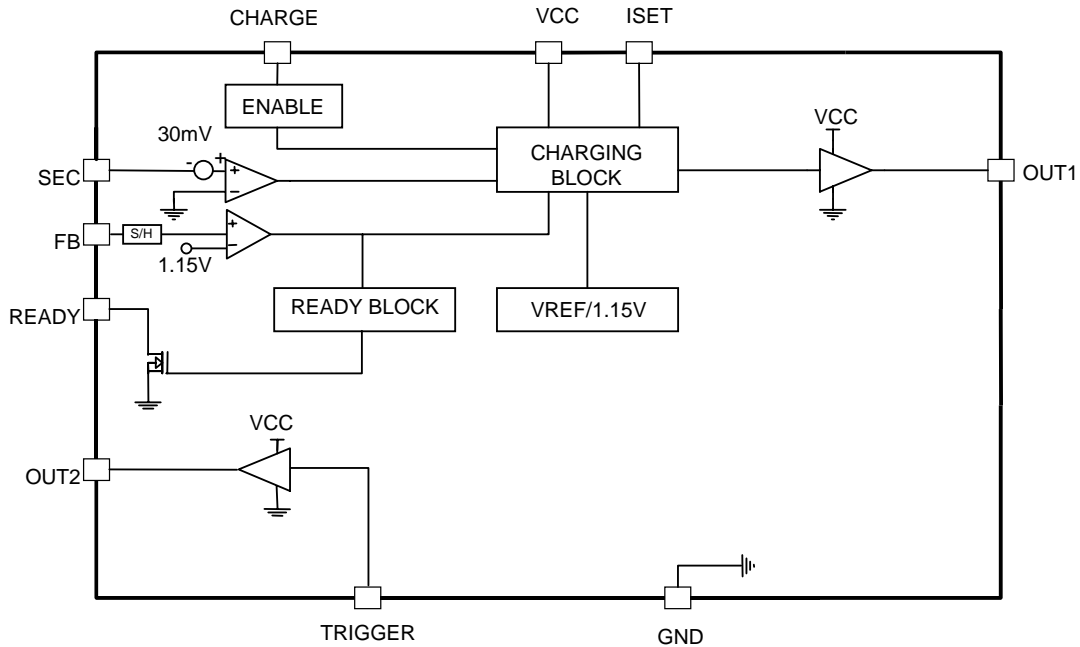 CHARGE
VCC
ISET
ENABLE
30mV
VCC
- +
+
CHARGING
BLOCK
SEC
−
OUT1
FB
S/H
+
−
1.15V
READY BLOCK
VREF/1.15V
READY
VCC
OUT2
TRIGGER
GND